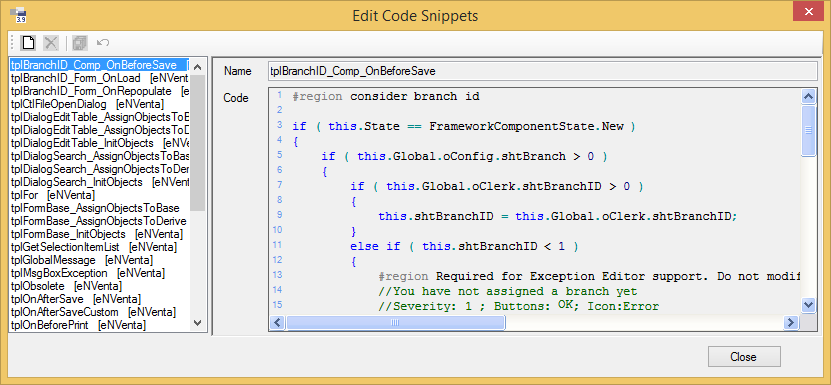 Edit Code Snippets
3.9
tplBranchID_Comp_OnBeforeSave [
tplBranchID_Form_OnLoad [eNVenta
tplBranchID_Form_OnRepopulate [e
tplCtlFileOpenDialog [eNVenta]
tplDialogEditTable_AssignObjectsToE
tplDialogEditTable_AssignObjectsToD
tplDialogEditTable_InitObjects [eNV
tplDialogSearch_AssignObjectsToBas
tplDialogSearch_AssignObjectsToDer
tplDialogSearch_InitObjects [eNVent
tplFor [eNVenta]
tplFormBase_AssignObjectsToBase
tplFormBase_AssignObjectsToDerive
tplFormBase_InitObjects [eNVenta]
tplGetSelectionItemList [eNVenta]
tplGlobalMessage [eNVenta]
tplMsgBoxException [eNVenta]
tplObsolete [eNVenta]
tplOnAfterSave [eNVenta]
tplOnAfterSaveCustom [eNVenta]
tplOnBeforePrint [eNVenta]
Name tplBranchID_Comp_OnBeforeSave
Code
1 #region consider branch id
2
3 if ( this.State == FrameworkComponentState.New )
4 {
5 if ( this.Global.oConfig.shtBranch > 0 )
6 {
7 if ( this.Global.oClerk.shtBranchID > 0 )
8 {
9 this.shtBranchID = this.Global.oClerk.shtBranchID;
10 }
11 else if ( this.shtBranchID < 1 )
12 {
13 #region Required for Exception Editor support. Do not modif
14 //You have not assigned a branch yet
15 //Severity: 1 ; Buttons: OK; Icon:Error
Close